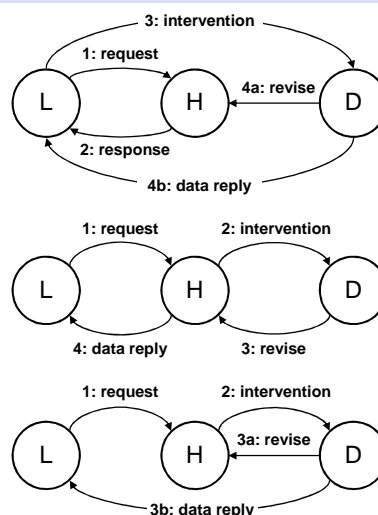 3: intervention
1: request
L
H
D
4a: revise
2: response
4b: data reply
1: request
2: intervention
L
H
D
4: data reply
3: revise
1: request
2: intervention
3a: revise
L
H
D
3b: data reply